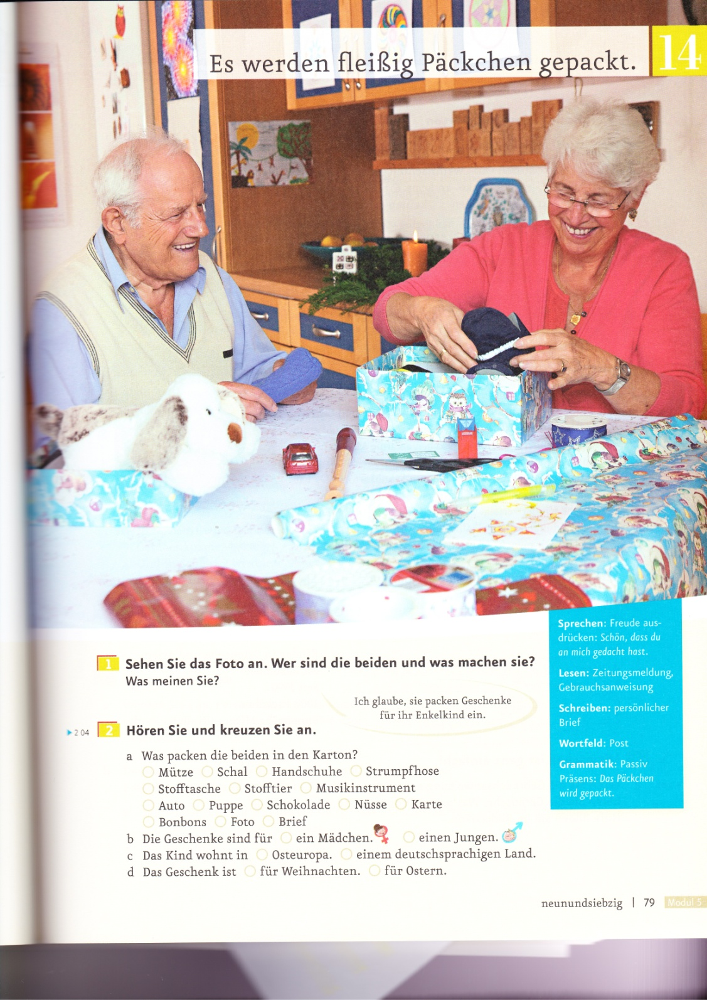 Es werden fleißig Päckchen gepackt.
14
1 Sehen Sie das Foto an. Wer sind die beiden und was machen sie?
Was meinen Sie?
Ich glaube, sie packen Geschenke
für ihr Enkelkind ein.
▶ 2 04
2 Hören Sie und kreuzen Sie an.
a Was packen die beiden in den Karton?
Mütze Schal Handschuhe Strumpfhose
Stofftasche Stofftier Musikinstrument
Auto Puppe Schokolade Nüsse Karte
Bonbons Foto Brief
b Die Geschenke sind für ein Mädchen. einen Jungen.
c Das Kind wohnt in Osteuropa. einem deutschsprachigen Land.
d Das Geschenk ist für Weihnachten. für Ostern.
Sprechen: Freude aus-
drücken: Schön, dass du
an mich gedacht hast.
Lesen: Zeitungsmeldung,
Gebrauchsanweisung
Schreiben: persönlicher
Brief
Wortfeld: Post
Grammatik: Passiv
Präsens: Das Päckchen
wird gepackt.
neunundsiebzig | 79 Modul 5